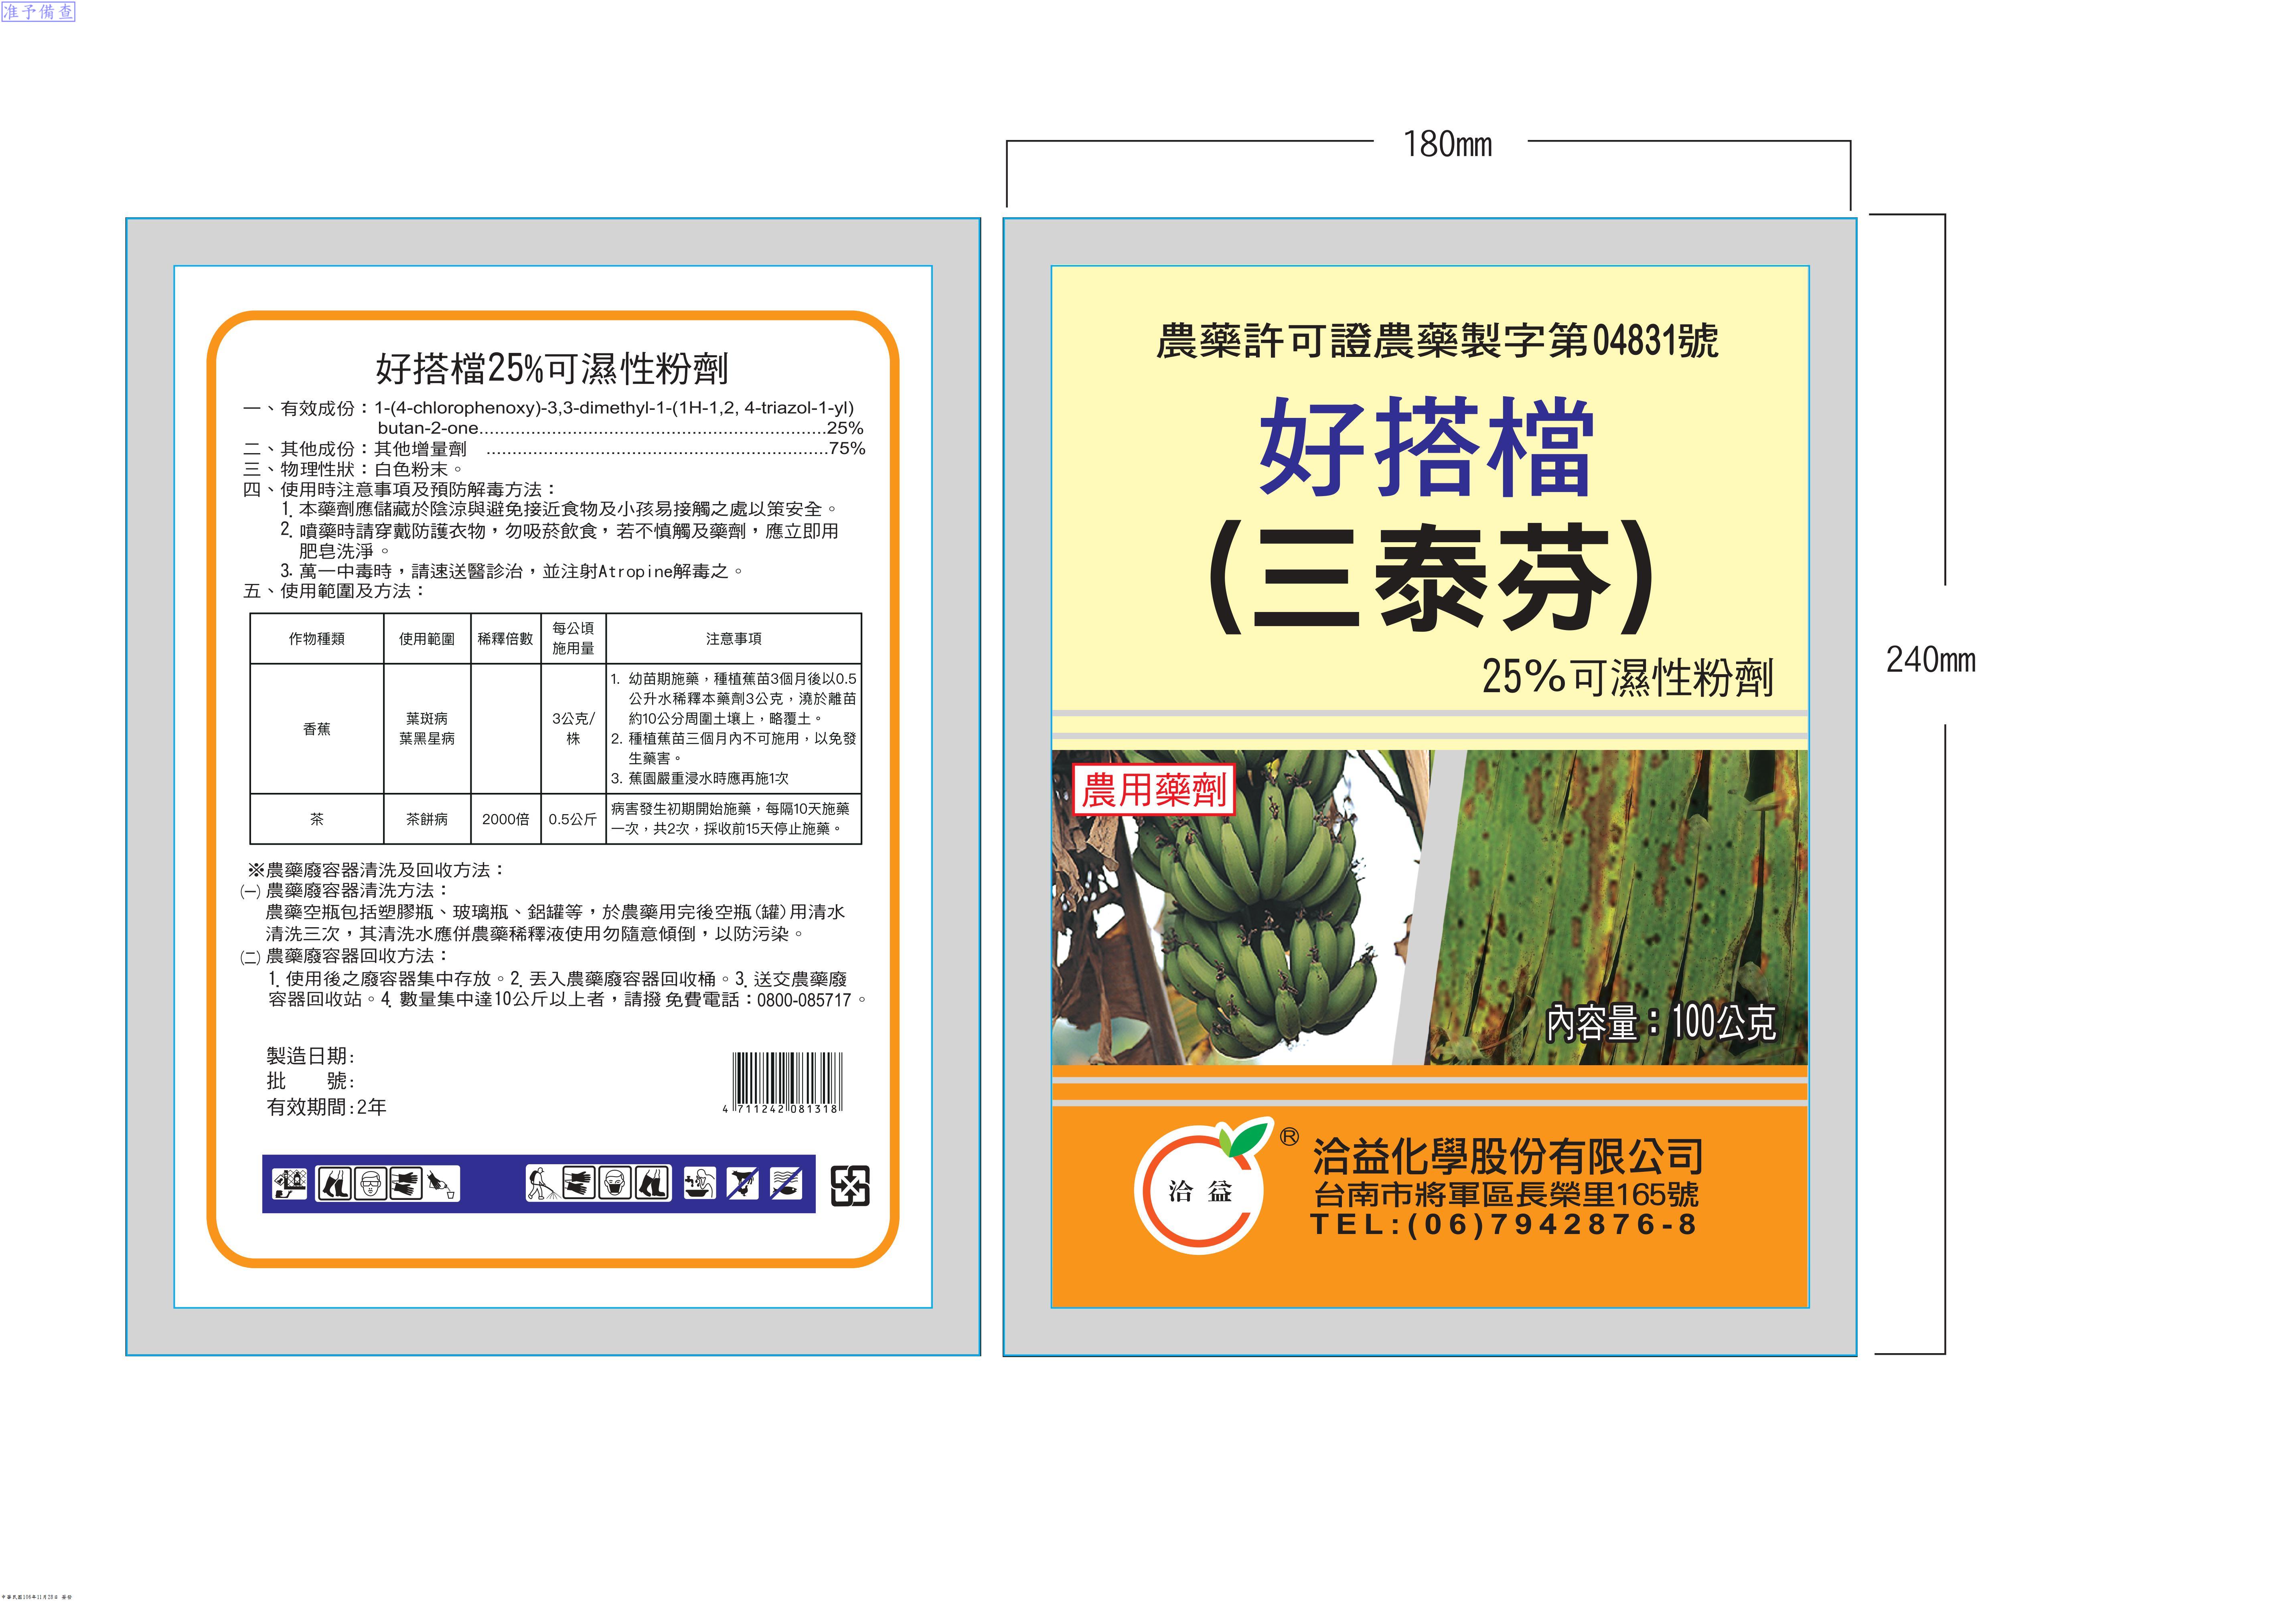 准予備查
180mm
240mm
好搭檔25%可濕性粉劑
一、有效成份：1-(4-chlorophenoxy)-3,3-dimethyl-1-(1H-1,2, 4-triazol-1-yl)
butan-2-one...................................................................25%
二、其他成份：其他增量劑 ..................................................................75%
三、物理性狀：白色粉末。
四、使用時注意事項及預防解毒方法：
1. 本藥劑應儲藏於陰涼與避免接近食物及小孩易接觸之處以策安全。
2. 噴藥時請穿戴防護衣物，勿吸菸飲食，若不慎觸及藥劑，應立即用
肥皂洗淨。
3. 萬一中毒時，請速送醫診治，並注射Atropine解毒之。
五、使用範圍及方法：
作物種類 使用範圍 稀釋倍數 每公頃施用量 注意事項
香蕉
葉斑病
葉黑星病
3公克/
株
1. 幼苗期施藥，種植蕉苗3個月後以0.5
公升水稀釋本藥劑3公克，澆於離苗
約10公分周圍土壤上，略覆土。
2. 種植蕉苗三個月內不可施用，以免發
生藥害。
3. 蕉園嚴重浸水時應再施1次
茶 茶餅病 2000倍 0.5公斤
病害發生初期開始施藥，每隔10天施藥
一次，共2次，採收前15天停止施藥。
※農藥廢容器清洗及回收方法：
㈠ 農藥廢容器清洗方法：
農藥空瓶包括塑膠瓶、玻璃瓶、鋁罐等，於農藥用完後空瓶(罐)用清水
清洗三次，其清洗水應併農藥稀釋液使用勿隨意傾倒，以防污染。
㈡ 農藥廢容器回收方法：
1. 使用後之廢容器集中存放。2. 丟入農藥廢容器回收桶。3. 送交農藥廢
容器回收站。4. 數量集中達10公斤以上者，請撥 免費電話：0800-085717。
製造日期:
批 號:
有效期間:2年
4 711242 081318
農藥許可證農藥製字第04831號
好搭檔
(三泰芬)
25%可濕性粉劑
農用藥劑
內容量：100公克
洽益
®
洽益化學股份有限公司
台南市將軍區長榮里165號
TEL:(06)7942876-8